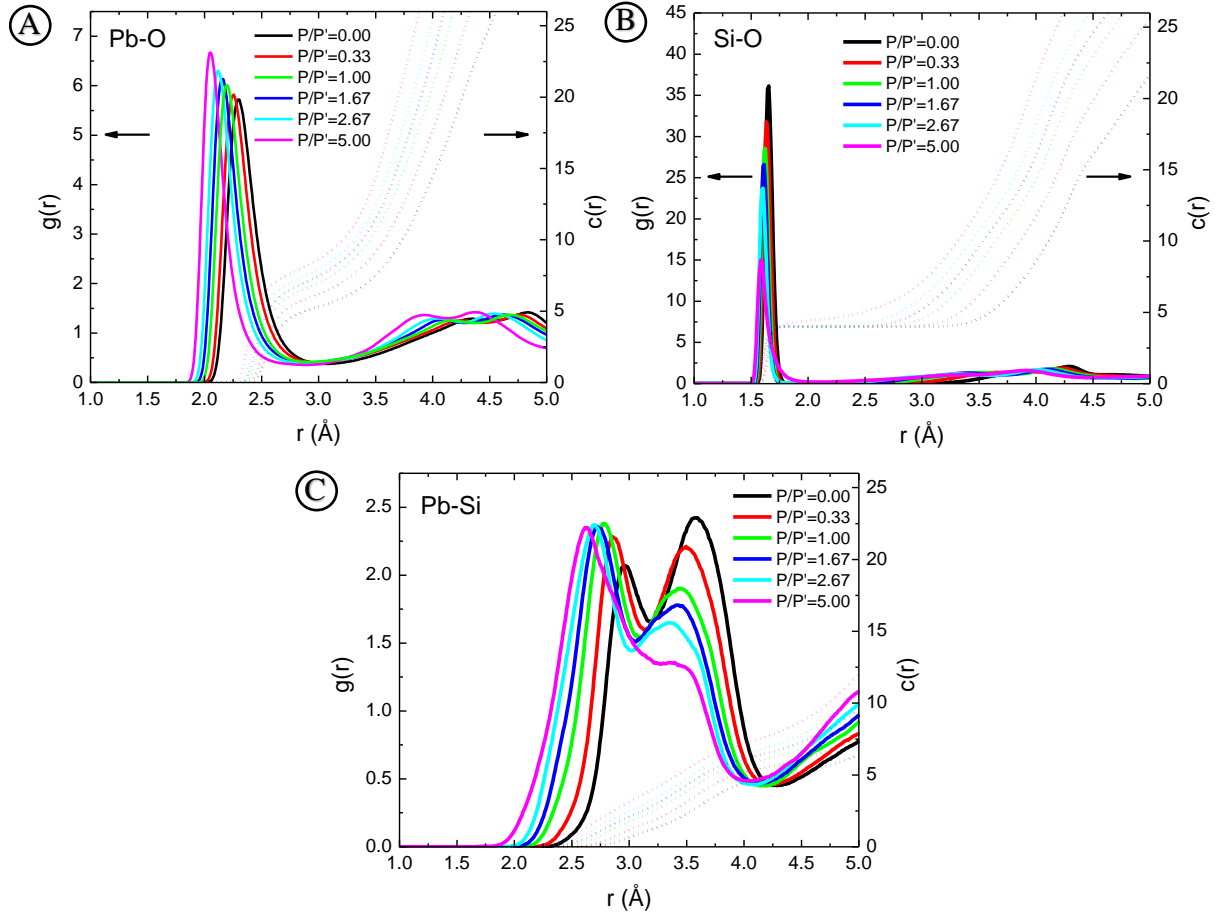 A
Pb-O
P/P'=0.00
P/P'=0.33
P/P'=1.00
P/P'=1.67
P/P'=2.67
P/P'=5.00
7
6
5
4
3
2
1
0
g(r)
25
20
15
10
5
0
c(r)
1.0 1.5 2.0 2.5 3.0 3.5 4.0 4.5 5.0
r (Å)
B
Si-O
P/P'=0.00
P/P'=0.33
P/P'=1.00
P/P'=1.67
P/P'=2.67
P/P'=5.00
45
40
35
30
25
20
15
10
5
0
g(r)
25
20
15
10
5
0
c(r)
1.0 1.5 2.0 2.5 3.0 3.5 4.0 4.5 5.0
r (Å)
C
Pb-Si
P/P'=0.00
P/P'=0.33
P/P'=1.00
P/P'=1.67
P/P'=2.67
P/P'=5.00
2.5
2.0
1.5
1.0
0.5
0.0
g(r)
25
20
15
10
5
0
c(r)
1.0 1.5 2.0 2.5 3.0 3.5 4.0 4.5 5.0
r (Å)